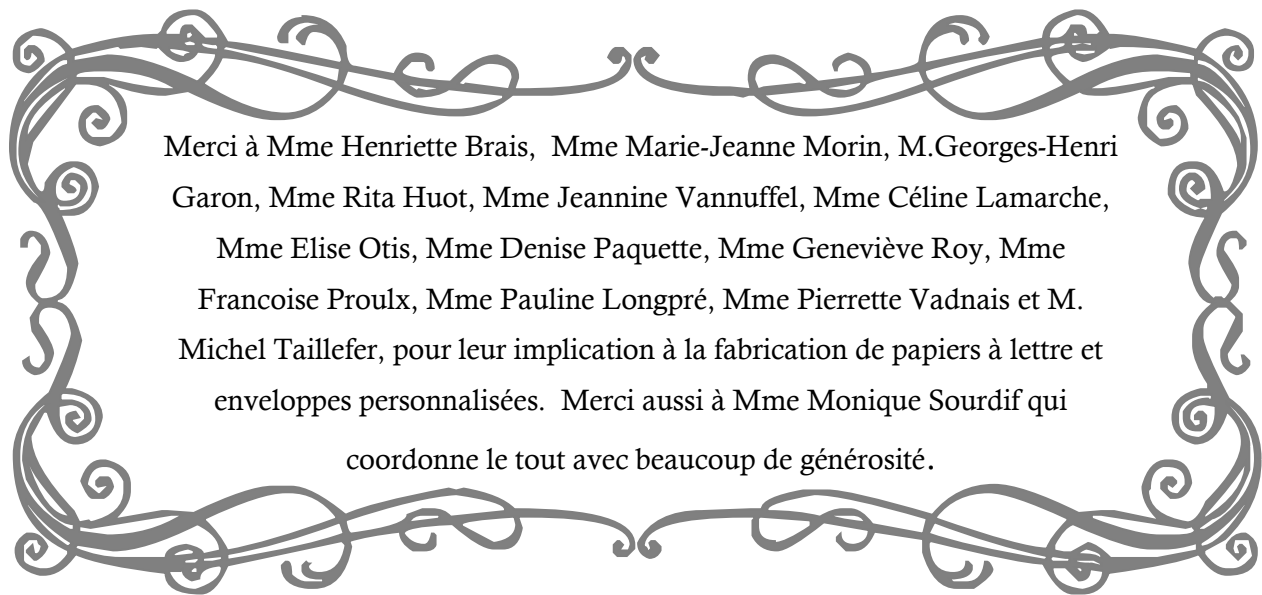 Merci à Mme Henriette Brais,  Mme Marie-Jeanne Morin, M.Georges-Henri
Garon, Mme Rita Huot, Mme Jeannine Vannuffel, Mme Céline Lamarche,
Mme Elise Otis, Mme Denise Paquette, Mme Geneviève Roy, Mme
Francoise Proulx, Mme Pauline Longpré, Mme Pierrette Vadnais et M.
Michel Taillefer, pour leur implication à la fabrication de papiers à lettre et
enveloppes personnalisées.  Merci aussi à Mme Monique Sourdif qui
coordonne le tout avec beaucoup de générosité.